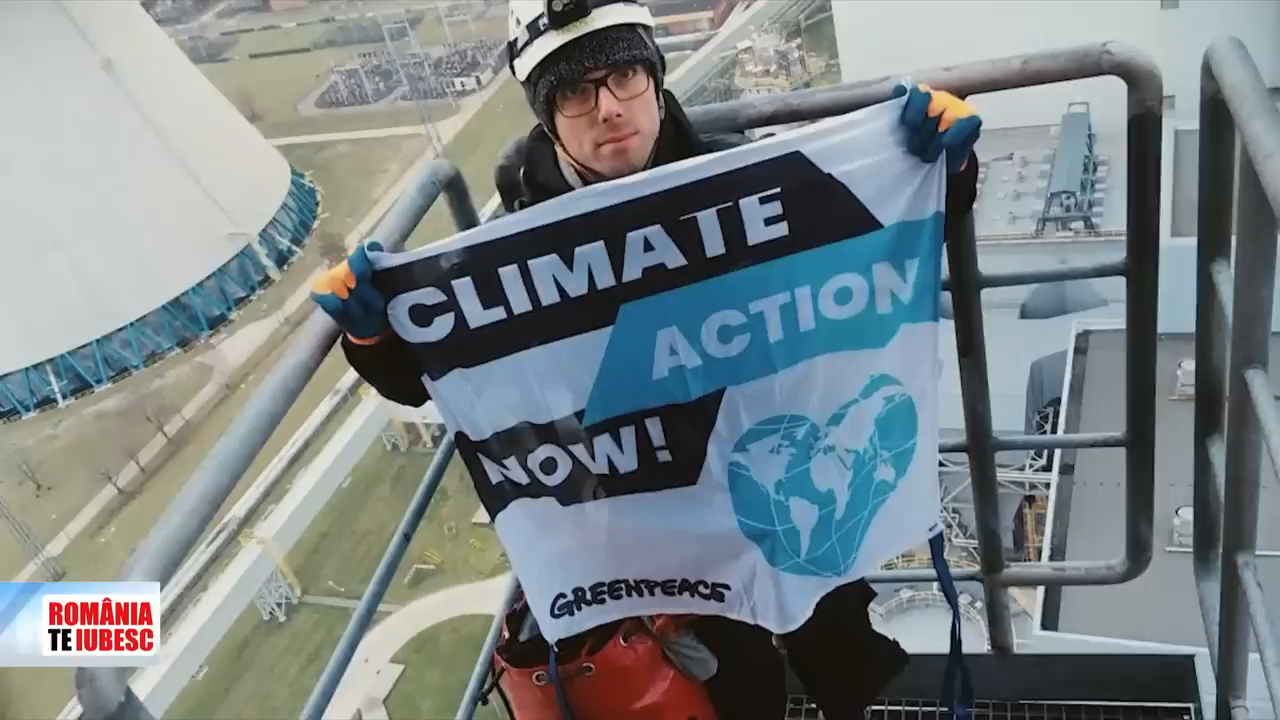 CLIMATE
ACTION
NOW!
GREENPEACE
ROMÂNIA
TE IUBESC